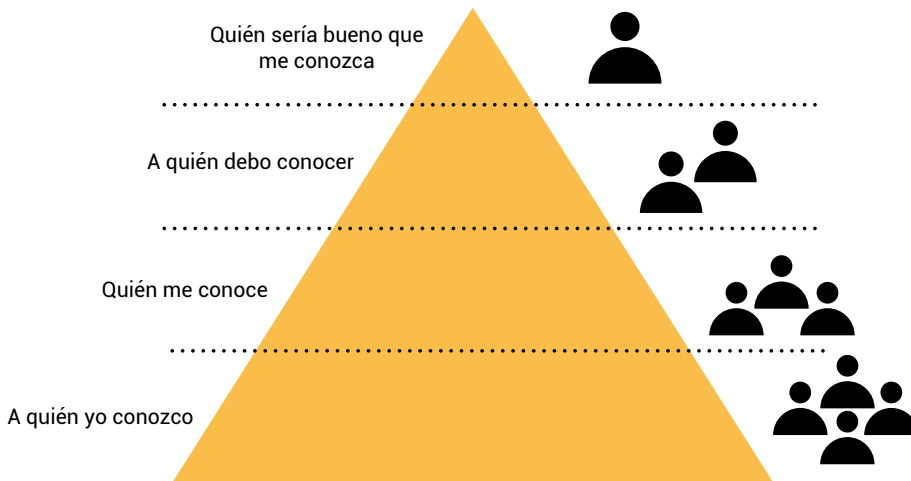 Quién sería bueno que
me conozca
A quién debo conocer
Quién me conoce
A quién yo conozco